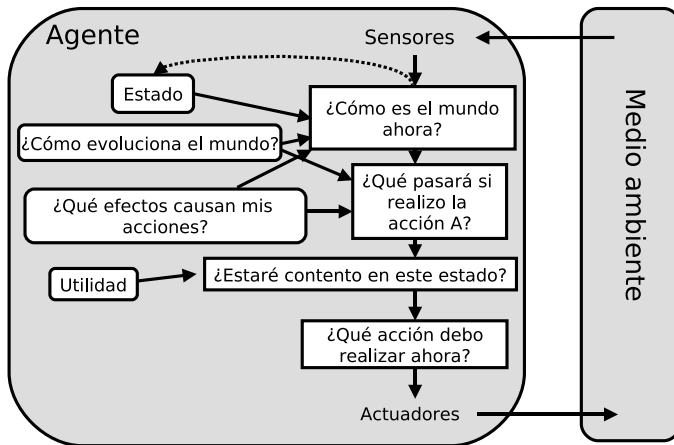 Agente
Sensores
Estado
¿Cómo es el mundo
ahora?
¿Cómo evoluciona el mundo?
¿Qué pasará si
realizo la
acción A?
¿Qué efectos causan mis
acciones?
¿Estaré contento en este estado?
Utilidad
¿Qué acción debo
realizar ahora?
Actuadores
Medio ambiente